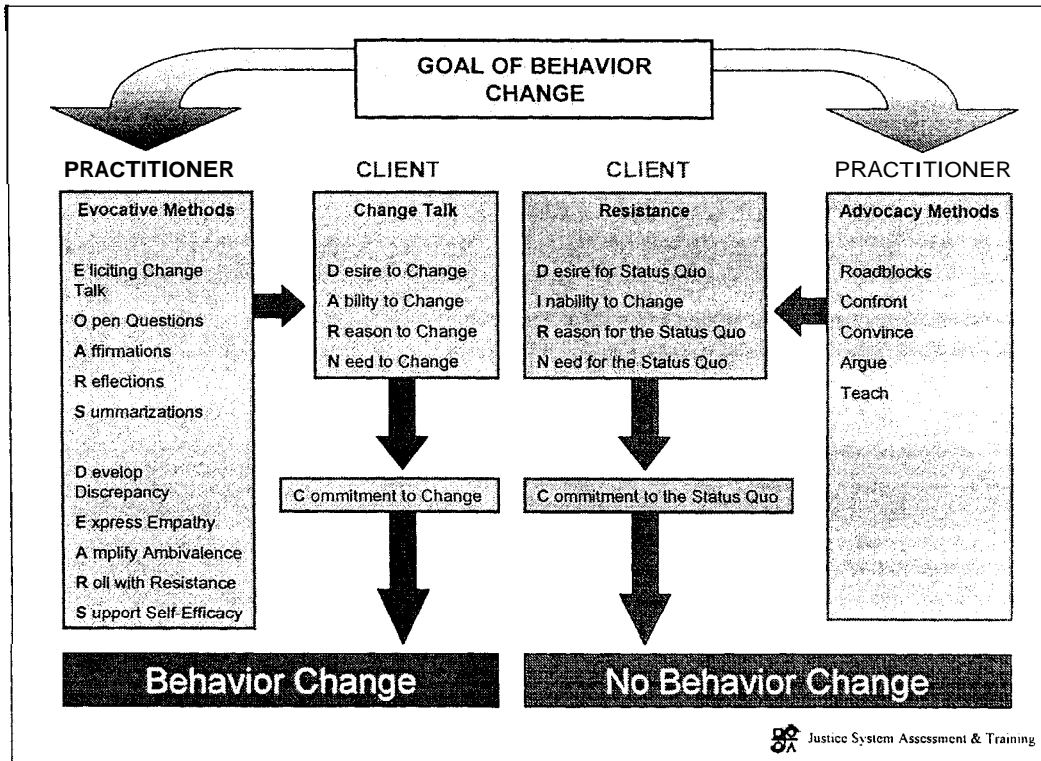 GOAL OF BEHAVIOR
CHANGE
PRACTITIONER
Evocative Methods
E liciting Change
Talk
O pen Questions
A ffirmations
R eflections
S ummarizations
D evelop
Discrepancy
E xpress Empathy
A mplify Ambivalence
R oll with Resistance
S upport Self-Efficacy
CLIENT
Change Talk
D esire to Change
A bility to Change
R eason to Change
N eed to Change
C ommitment to Change
Behavior Change
CLIENT
Resistance
D esire for Status Quo
I nability to Change
R eason for the Status Quo
N eed for the Status Quo
C ommitment to the Status Quo
No Behavior Change
PRACTITIONER
Advocacy Methods
Roadblocks
Confront
Convince
Argue
Teach
Justice System Assessment & Training